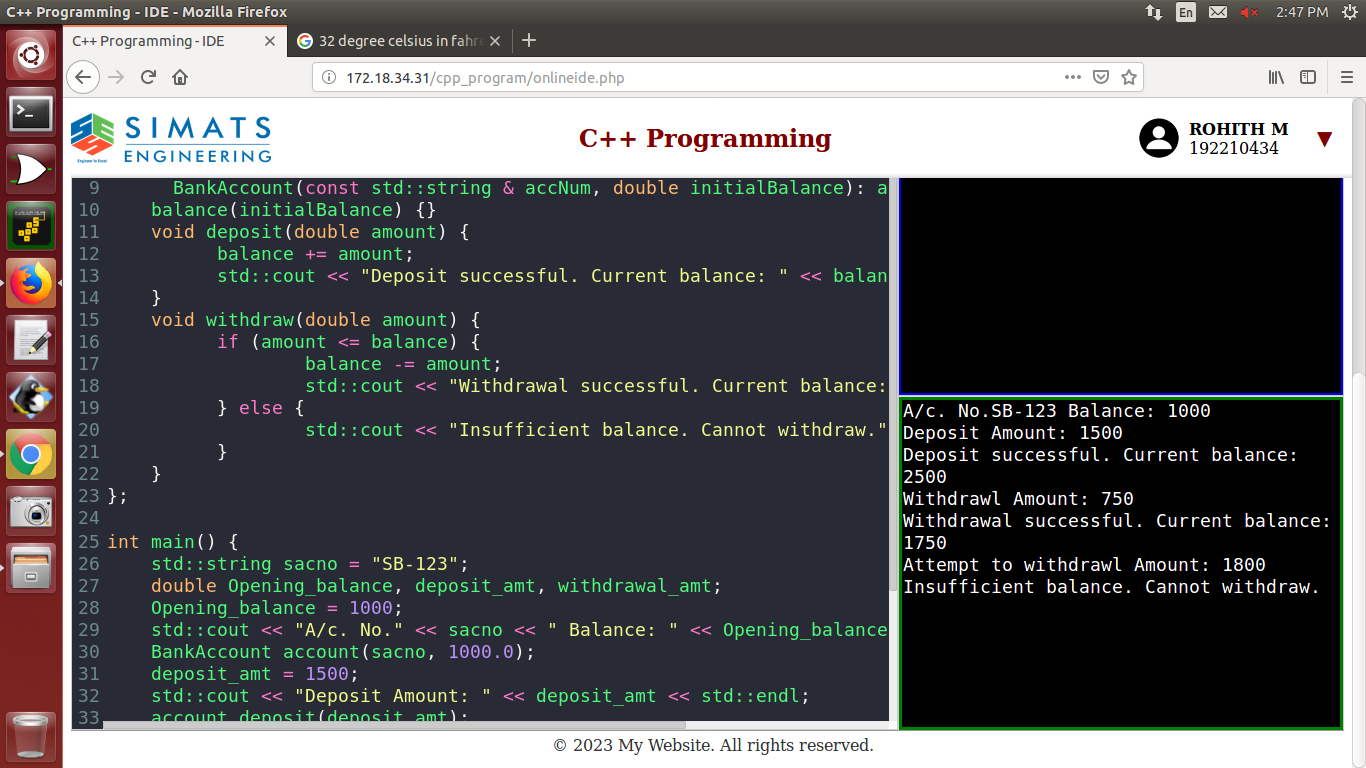 C++ Programming - IDE - Mozilla Firefox
En
2:47 PM
C++ Programming - IDE
32 degree celsius in fahre
172.18.34.31/cpp_program/onlineide.php
SIMATS
ENGINEERING
Engineer to Excel
C++ Programming
ROHITH M
192210434
9 BankAccount(const std::string & accNum, double initialBalance): a
10 balance(initialBalance) {}
11 void deposit(double amount) {
12 balance += amount;
13 std::cout << "Deposit successful. Current balance: " << balan
14 }
15 void withdraw(double amount) {
16 if (amount <= balance) {
17 balance -= amount;
18 std::cout << "Withdrawal successful. Current balance:
19 } else {
20 std::cout << "Insufficient balance. Cannot withdraw."
21 }
22 }
23 };
24
25 int main() {
26 std::string sacno = "SB-123";
27 double Opening_balance, deposit_amt, withdrawal_amt;
28 Opening_balance = 1000;
29 std::cout << "A/c. No." << sacno << " Balance: " << Opening_balance
30 BankAccount account(sacno, 1000.0);
31 deposit_amt = 1500;
32 std::cout << "Deposit Amount: " << deposit_amt << std::endl;
33 account.deposit(deposit_amt);
A/c. No.SB-123 Balance: 1000
Deposit Amount: 1500
Deposit successful. Current balance:
2500
Withdrawl Amount: 750
Withdrawal successful. Current balance:
1750
Attempt to withdrawl Amount: 1800
Insufficient balance. Cannot withdraw.
© 2023 My Website. All rights reserved.